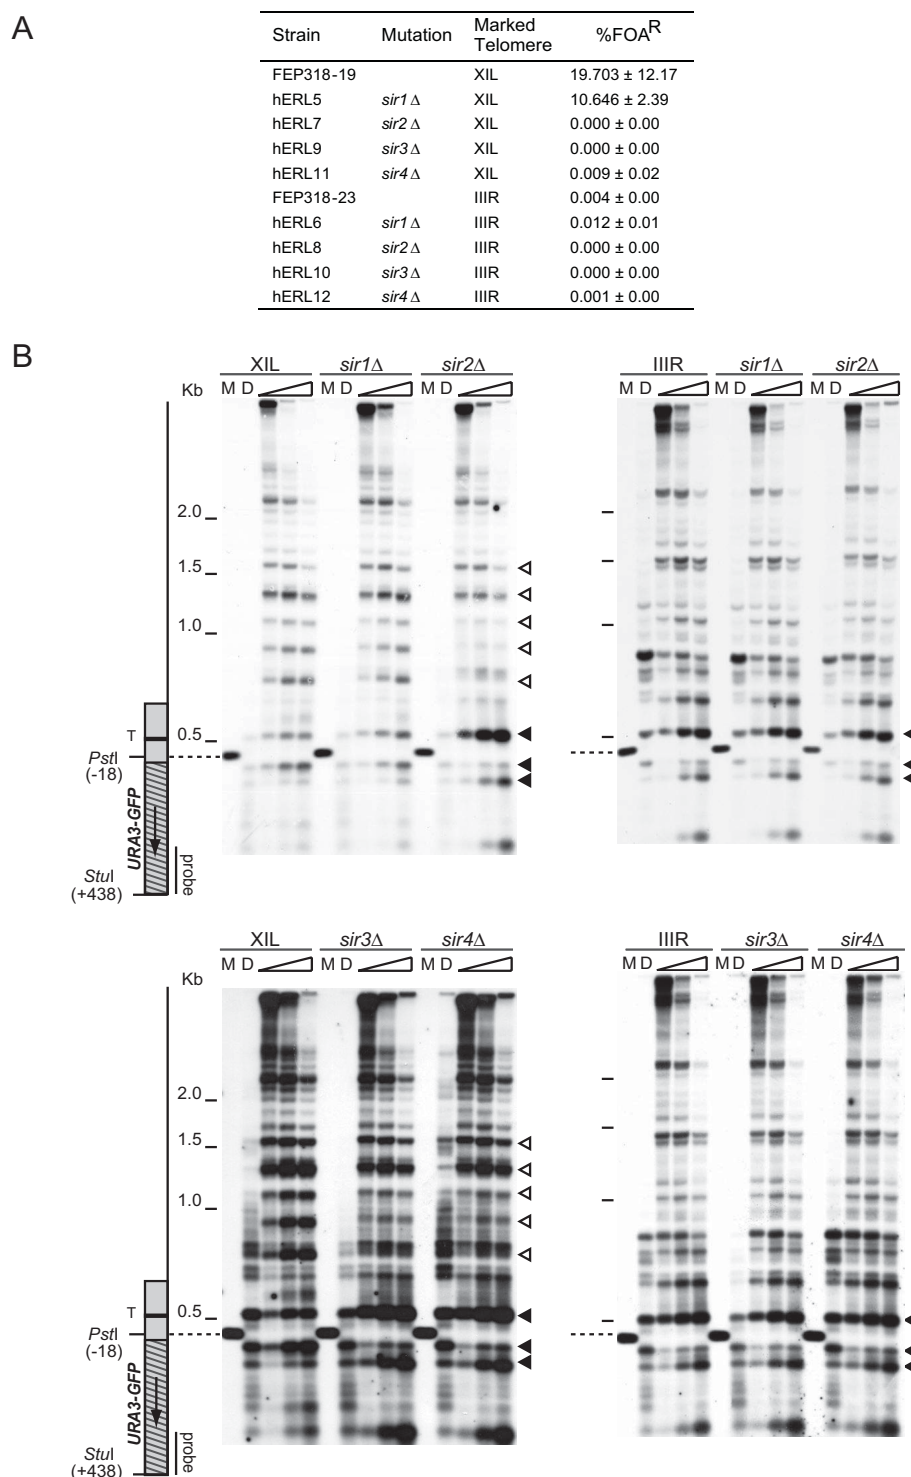 A
Strain Mutation Marked Telomere %FOAR
FEP318-19 XIL 19.703 ± 12.17
hERL5 sir1Δ XIL 10.646 ± 2.39
hERL7 sir2Δ XIL 0.000 ± 0.00
hERL9 sir3Δ XIL 0.000 ± 0.00
hERL11 sir4Δ XIL 0.009 ± 0.02
FEP318-23 IIIR 0.004 ± 0.00
hERL6 sir1Δ IIIR 0.012 ± 0.01
hERL8 sir2Δ IIIR 0.000 ± 0.00
hERL10 sir3Δ IIIR 0.000 ± 0.00
hERL12 sir4Δ IIIR 0.001 ± 0.00
B
XIL sir1Δ sir2Δ IIIR sir1Δ sir2Δ
Kb M D M D M D M D M D M D
2.0
1.5
1.0
T 0.5
PstI
(-18)
URA3-GFP
probe
StuI
(+438)
XIL sir3Δ sir4Δ IIIR sir3Δ sir4Δ
Kb M D M D M D M D M D M D
2.0
1.5
1.0
T 0.5
PstI
(-18)
URA3-GFP
probe
StuI
(+438)